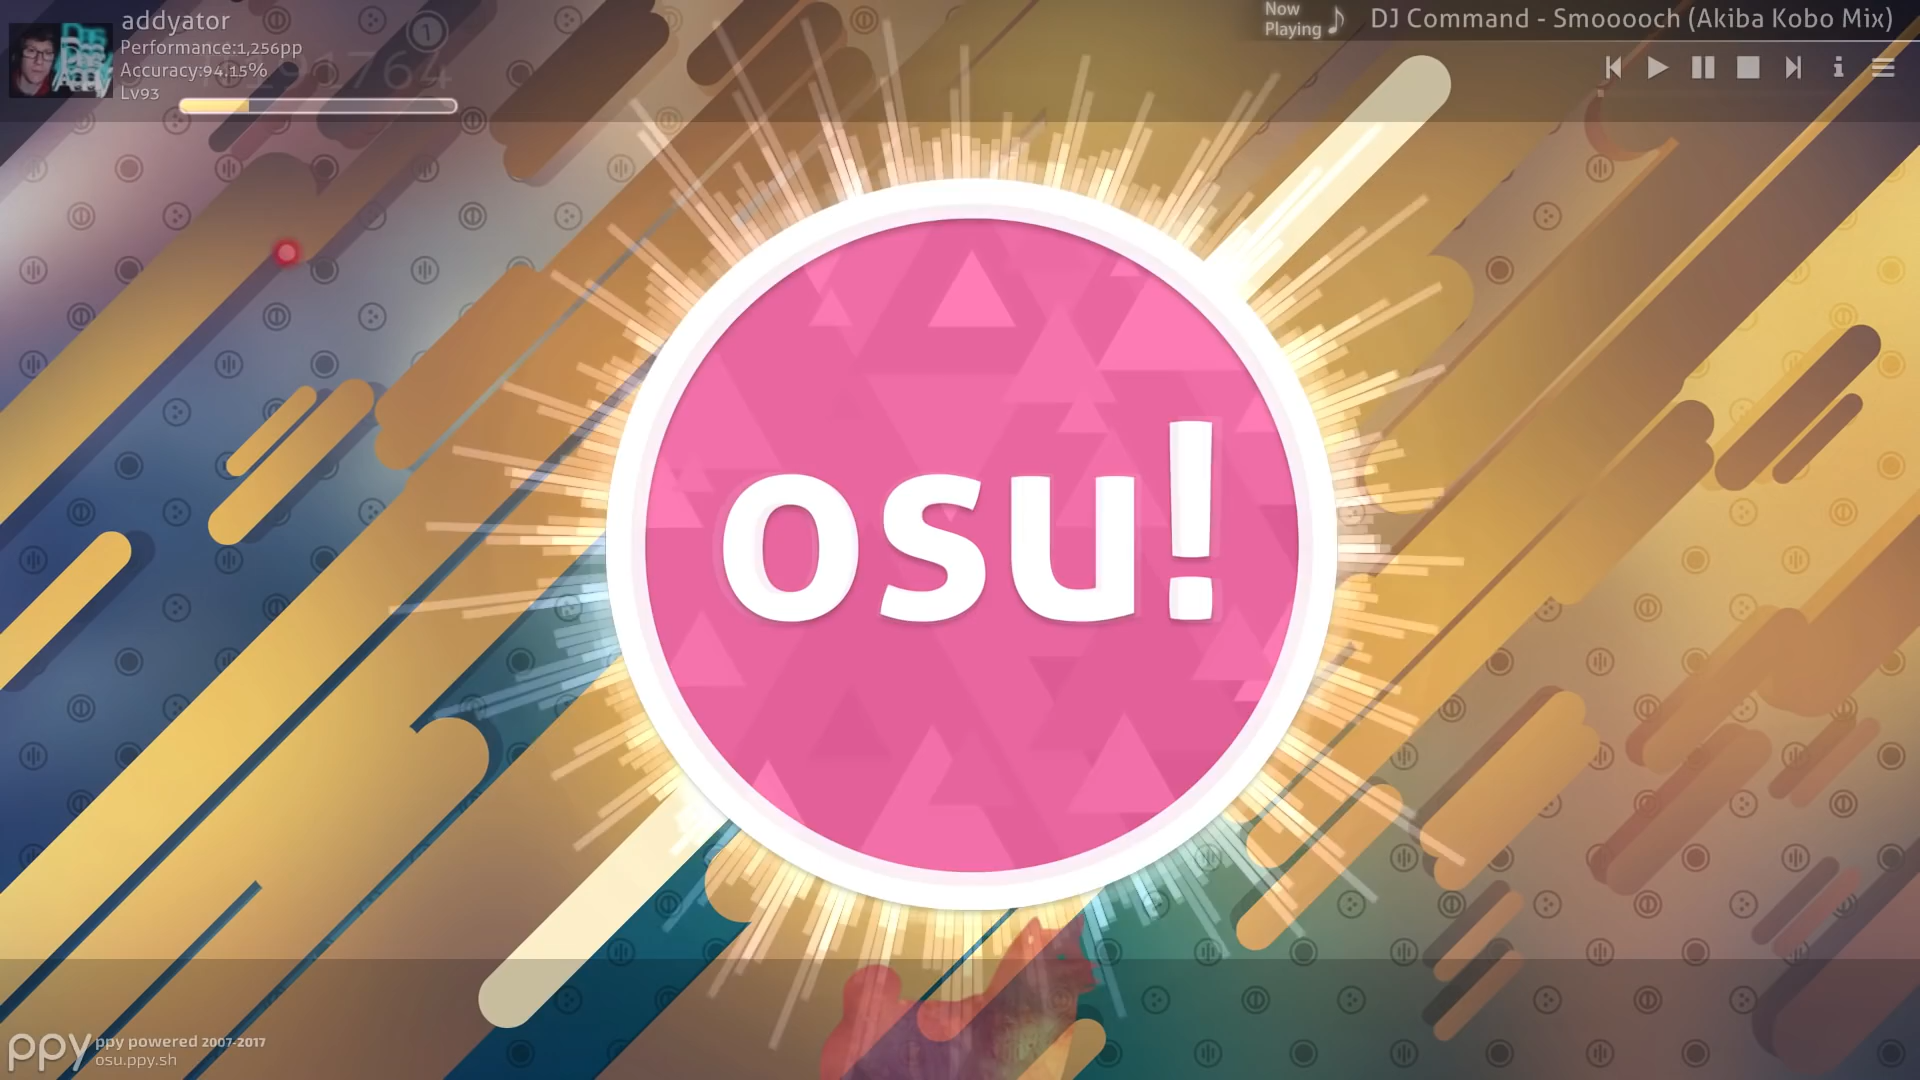 addyator
Performance:1,256pp
Accuracy:94.15%
Lv93
1
Now
Playing
DJ Command - Smooooch (Akiba Kobo Mix)
osu!
ppy
ppy powered 2007-2017
osu.ppy.sh